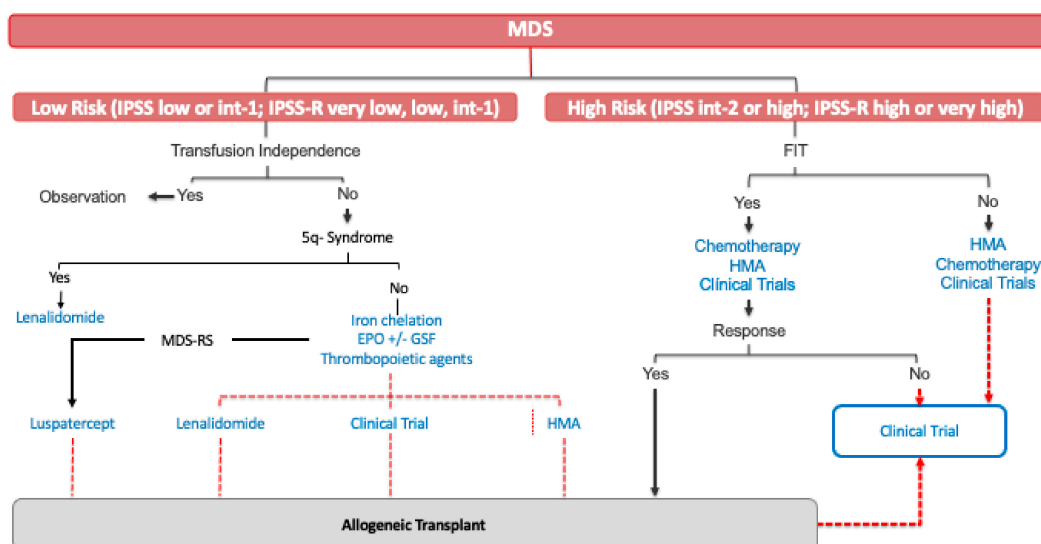 MDS
Low Risk (IPSS low or int-1; IPSS-R very low, low, int-1)
High Risk (IPSS int-2 or high; IPSS-R high or very high)
Transfusion Independence
FIT
Observation
Yes
No
Yes
No
5q- Syndrome
Chemotherapy
HMA
Clinical Trials
HMA
Chemotherapy
Clinical Trials
Yes
No
Lenalidomide
Iron chelation
EPO +/- GSF
Thrombopoietic agents
MDS-RS
Response
Yes
No
Luspatercept
Lenalidomide
Clinical Trial
HMA
Clinical Trial
Allogeneic Transplant